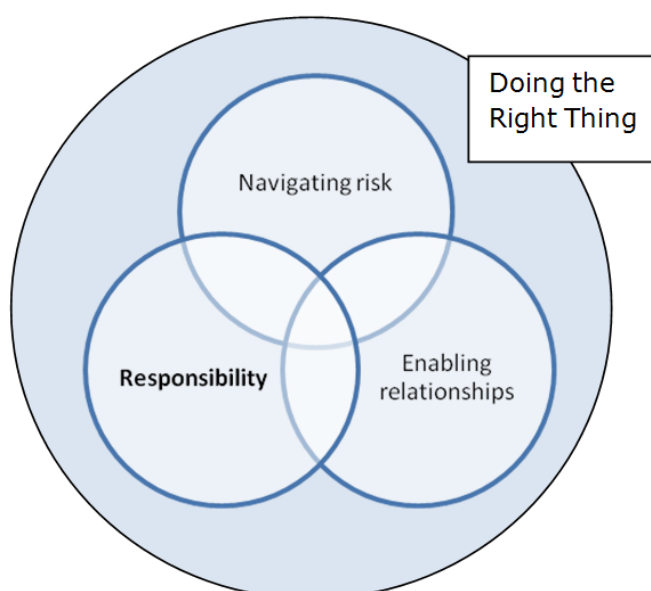 Doing the
Right Thing
Navigating risk
Responsibility
Enabling
relationships